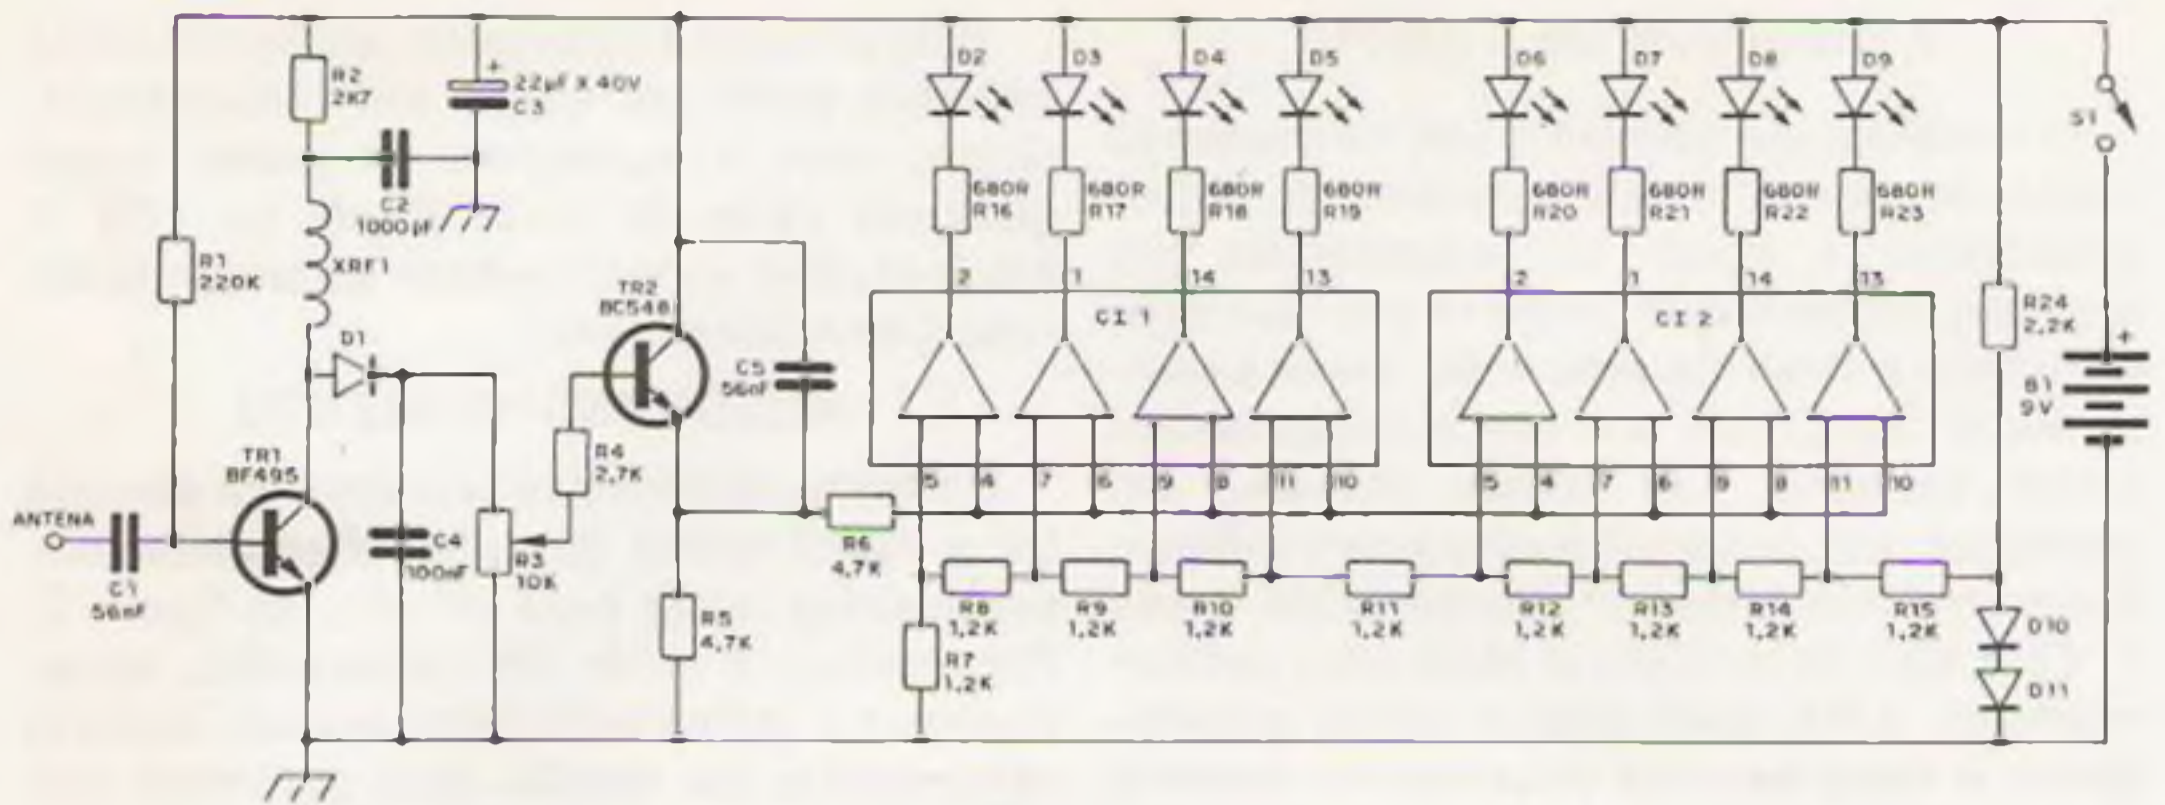 R2
2K7
+
22µF X 40V
C3
C2
1000pF
R1
220K
XRF1
D1
TR1
BF495
ANTENA
C1
56nF
C4
100nF
R3
10K
R4
2,7K
TR2
BC548
C5
56nF
R5
4,7K
R6
4,7K
D2
D3
D4
D5
D6
D7
D8
D9
680R
R16
680R
R17
680R
R18
680R
R19
680R
R20
680R
R21
680R
R22
680R
R23
2
1
14
13
2
1
14
13
CI 1
CI 2
5
4
7
6
9
8
11
10
5
4
7
6
9
8
11
10
R7
1,2K
R8
1,2K
R9
1,2K
R10
1,2K
R11
1,2K
R12
1,2K
R13
1,2K
R14
1,2K
R15
1,2K
R24
2,2K
D10
D11
S1
+
B1
9V